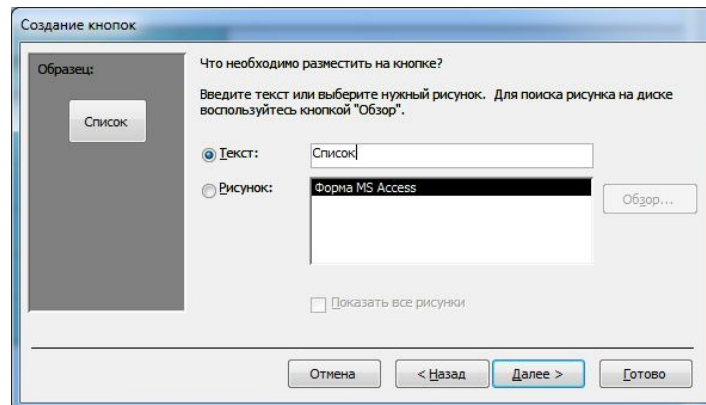 Создание кнопок
Образец:
Список
Что необходимо разместить на кнопке?
Введите текст или выберите нужный рисунок. Для поиска рисунка на диске
воспользуйтесь кнопкой "Обзор".
Текст:
Список
Рисунок:
Форма MS Access
Обзор...
Показать все рисунки
Отмена
< Назад
Далее >
Готово